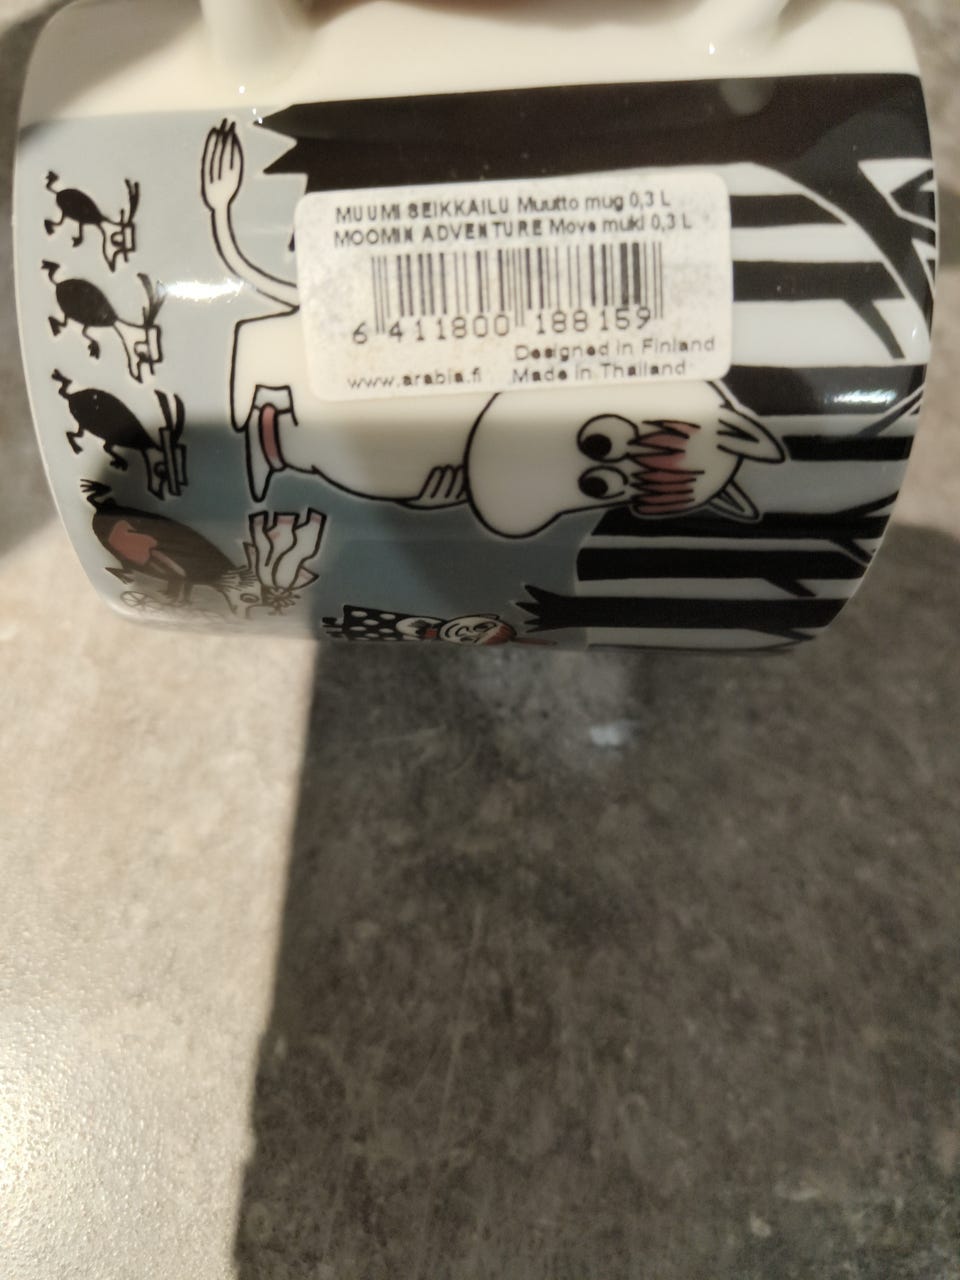 MUUMI SEIKKAILU Muutto mug 0,3 L
MOOMIN ADVENTURE Move muki 0,3 L
6 411800 188159
Designed in Finland
www.arabia.fi Made in Thailand